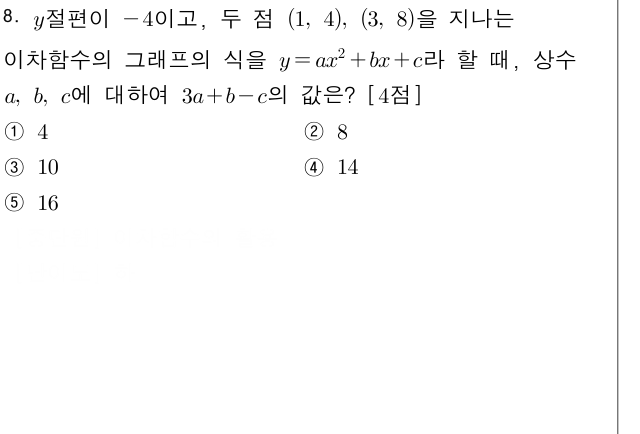 8. y절편이 -4이고, 두 점 (1, 4), (3, 8)을 지나는
이차함수의 그래프의 식을 y=ax²+bx+c라 할 때, 상수
a, b, c에 대하여 3a+b-c의 값은? [4점]
① 4 ② 8
③ 10 ④ 14
⑤ 16